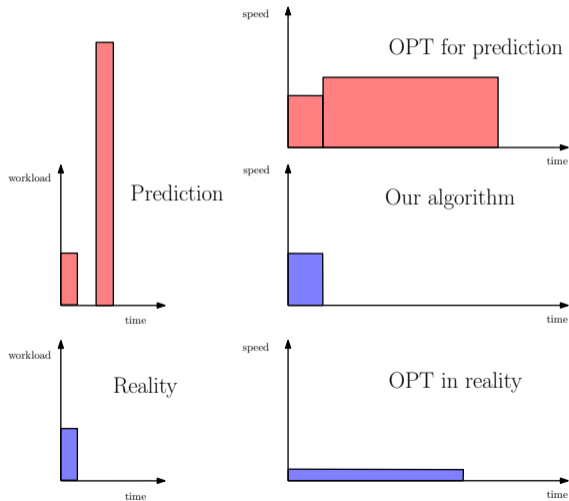 speed
OPT for prediction
time
workload
Prediction
time
speed
Our algorithm
time
workload
Reality
time
speed
OPT in reality
time